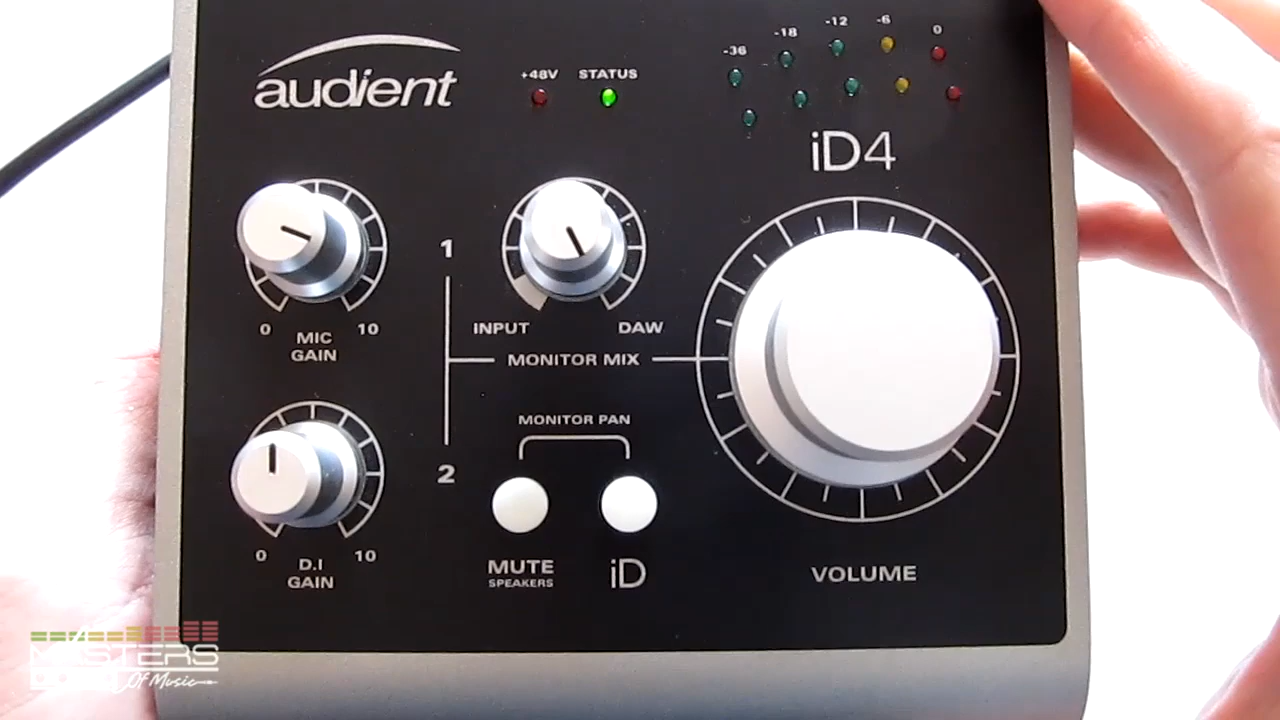 audient
+48V
STATUS
-36
-18
-12
-6
0
iD4
1
0
10
MIC
GAIN
INPUT
DAW
MONITOR MIX
MONITOR PAN
2
0
10
D.I
GAIN
MUTE
SPEAKERS
iD
VOLUME
MASTERS
Of Music